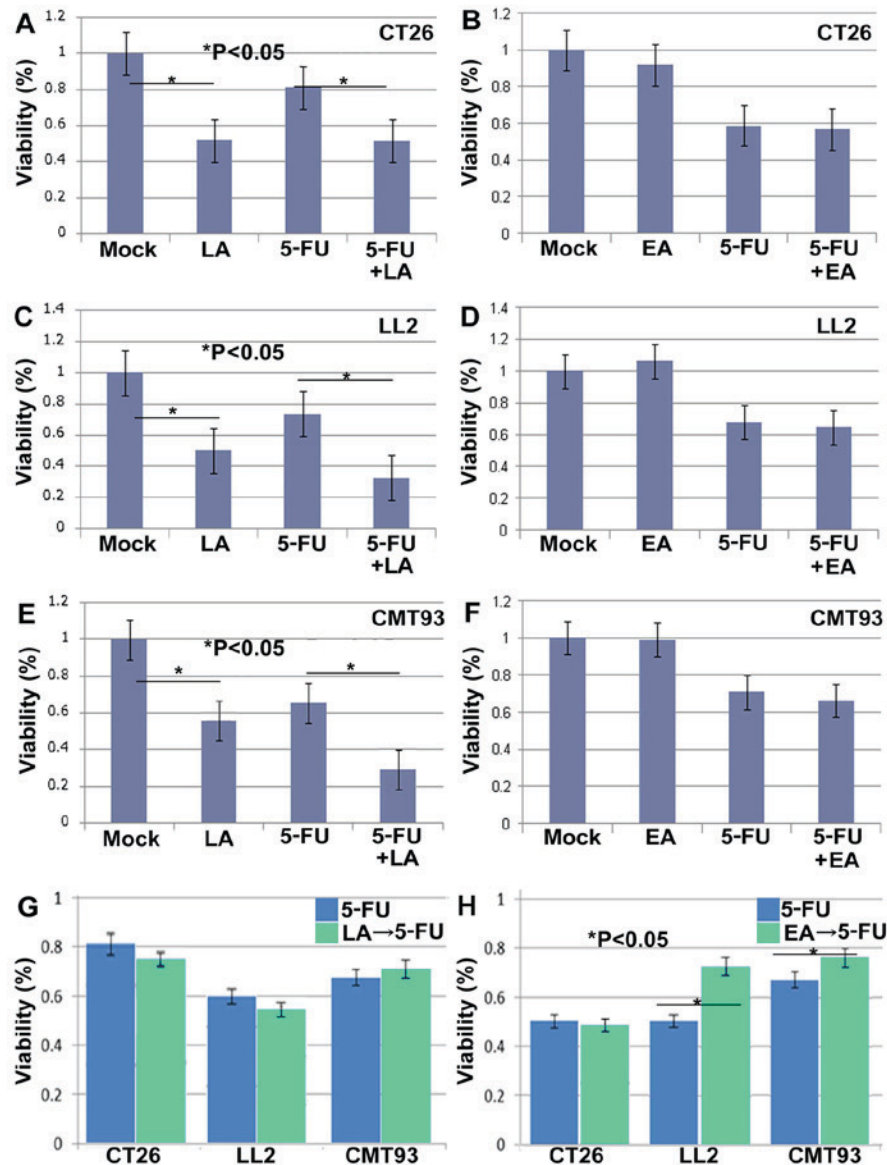 A
CT26
Viability (%)
1.2
1
0.8
0.6
0.4
0.2
0
*P<0.05
*
*
Mock LA 5-FU 5-FU
+LA
B
CT26
Viability (%)
1.2
1
0.8
0.6
0.4
0.2
0
Mock EA 5-FU 5-FU
+EA
C
LL2
Viability (%)
1.4
1.2
1
0.8
0.6
0.4
0.2
0
*P<0.05
*
*
Mock LA 5-FU 5-FU
+LA
D
LL2
Viability (%)
1.4
1.2
1
0.8
0.6
0.4
0.2
0
Mock EA 5-FU 5-FU
+EA
E
CMT93
Viability (%)
1.2
1
0.8
0.6
0.4
0.2
0
*P<0.05
*
*
Mock LA 5-FU 5-FU
+LA
F
CMT93
Viability (%)
1.2
1
0.8
0.6
0.4
0.2
0
Mock EA 5-FU 5-FU
+EA
G
5-FU
LA→5-FU
Viability (%)
1
0.8
0.6
0.4
0.2
0
CT26 LL2 CMT93
H
5-FU
EA→5-FU
Viability (%)
1
0.8
0.6
0.4
0.2
0
*P<0.05
*
*
CT26 LL2 CMT93